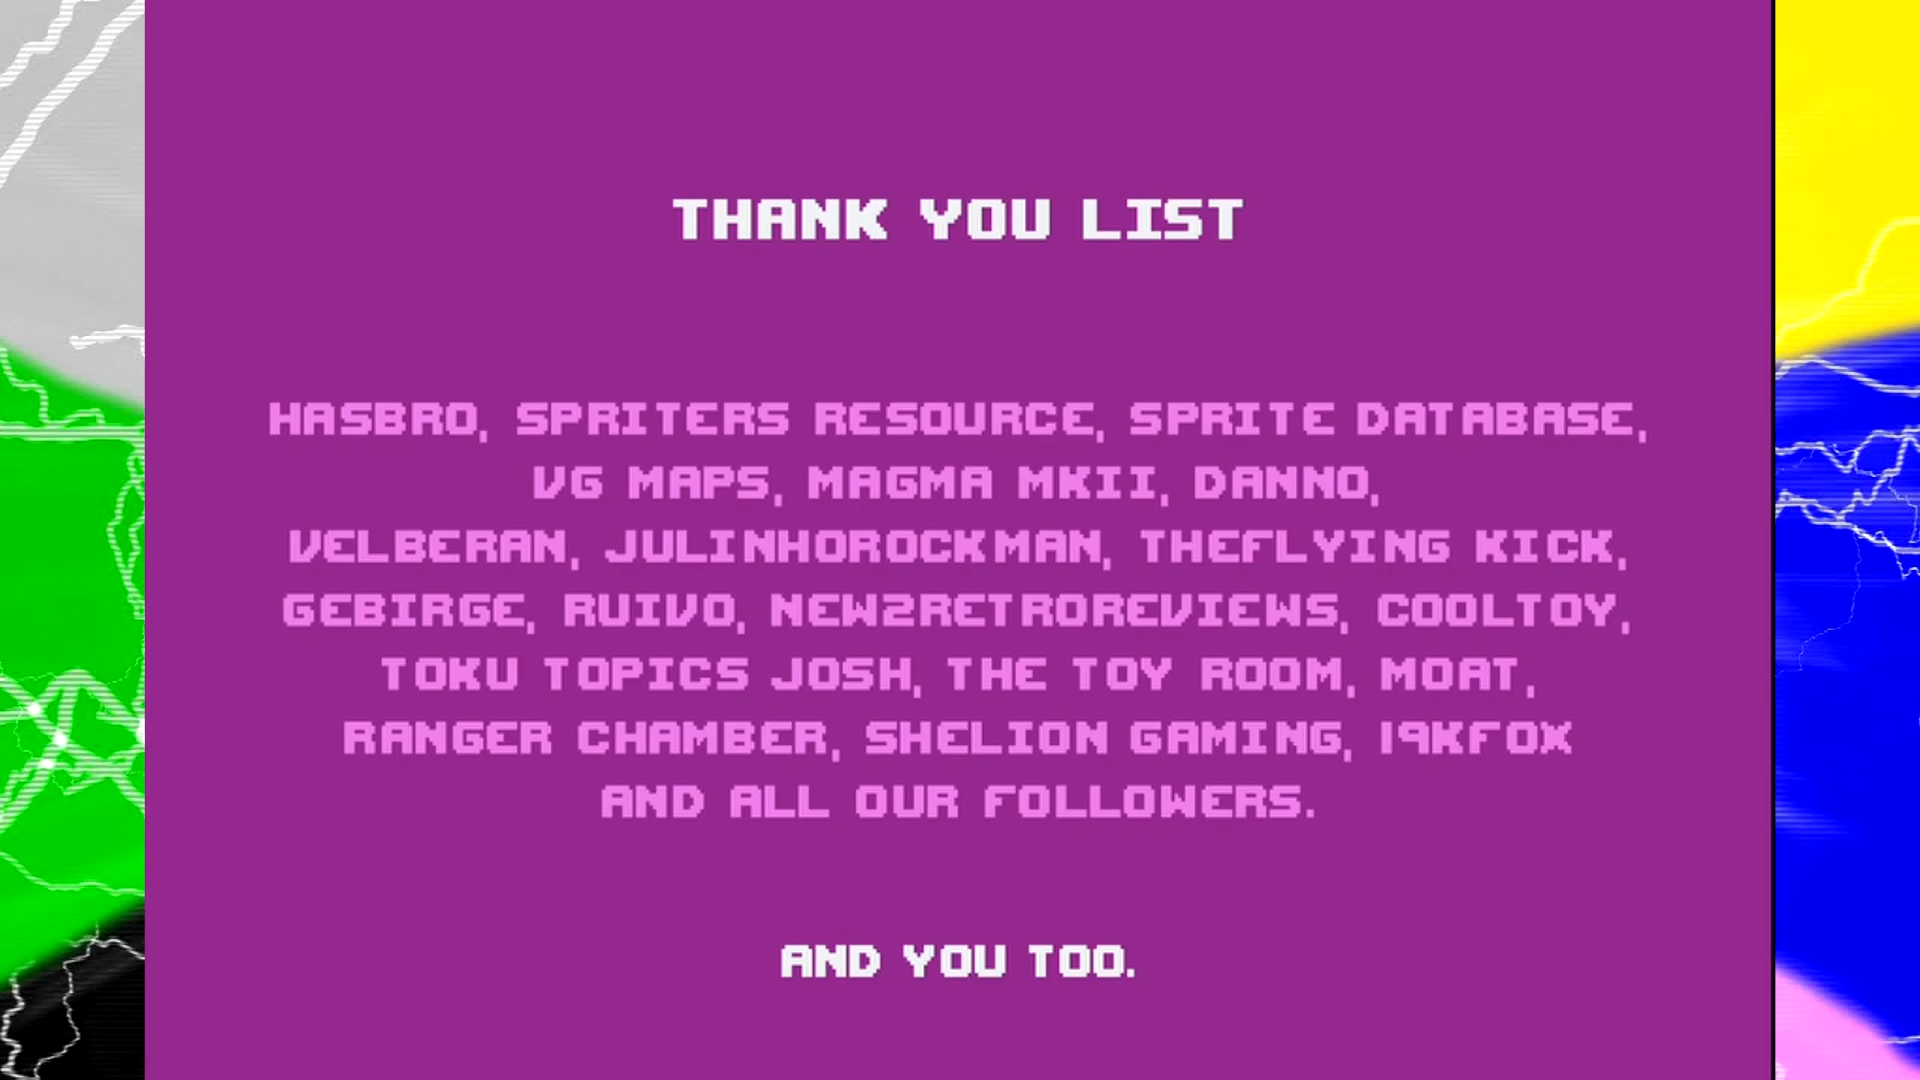 THANK YOU LIST
HASBRO, SPRITERS RESOURCE, SPRITE DATABASE,
VG MAPS, MAGMA MKII, DANNO,
VELBERAN, JULINHOROCKMAN, THEFLYING KICK,
GEBIRGE, RUIVO, NEW2RETROREVIEWS, COOLTOY,
TOKU TOPICS JOSH, THE TOY ROOM, MOAT,
RANGER CHAMBER, SHELION GAMING, 19KFOX
AND ALL OUR FOLLOWERS.
AND YOU TOO.